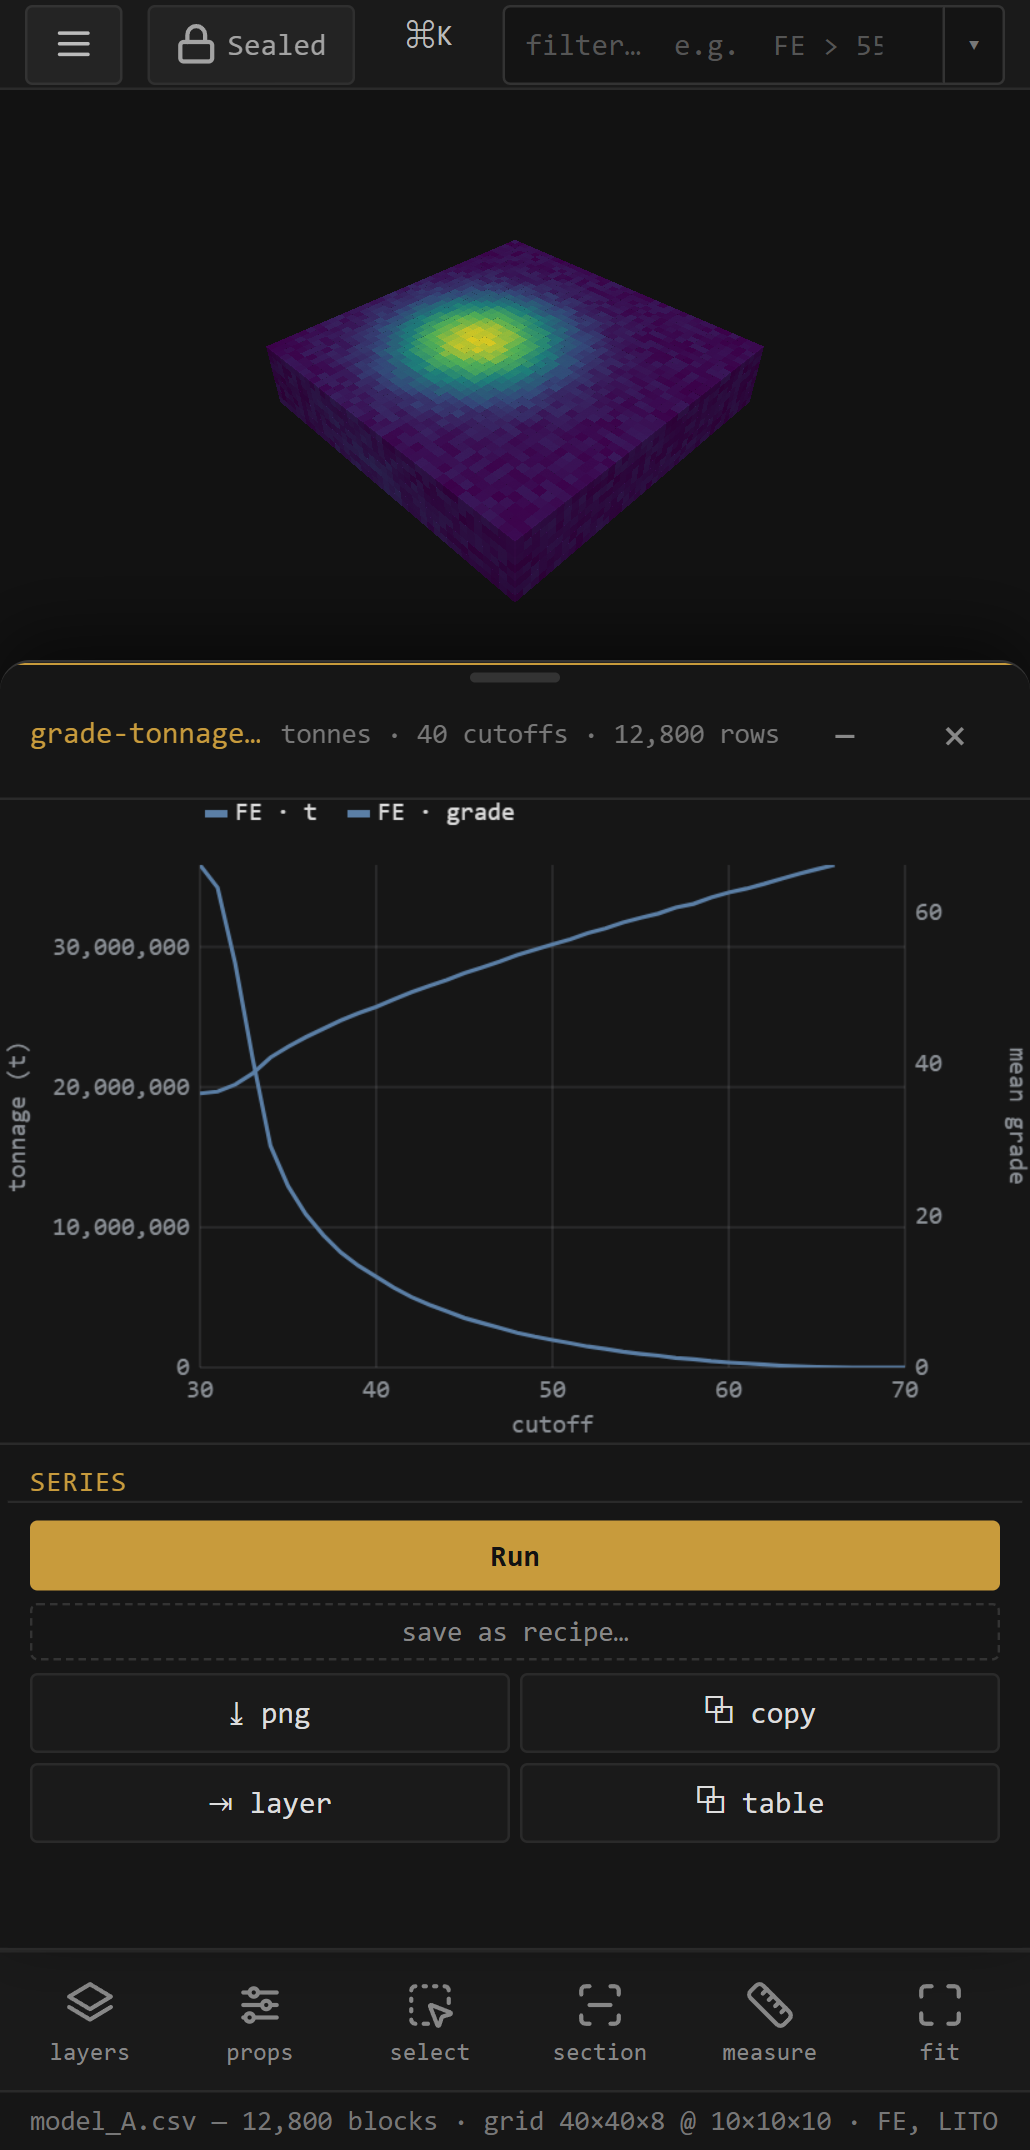 Sealed ⌘K filter… e.g. FE > 55 ▾
grade-tonnage… tonnes · 40 cutoffs · 12,800 rows — ×
FE · t FE · grade
60
30,000,000
40
20,000,000
tonnage (t)
mean grade
20
10,000,000
0 0
30 40 50 60 70
cutoff
SERIES
Run
save as recipe…
↓ png copy
⇥ layer table
layers props select section measure fit
model_A.csv — 12,800 blocks · grid 40×40×8 @ 10×10×10 · FE, LITO